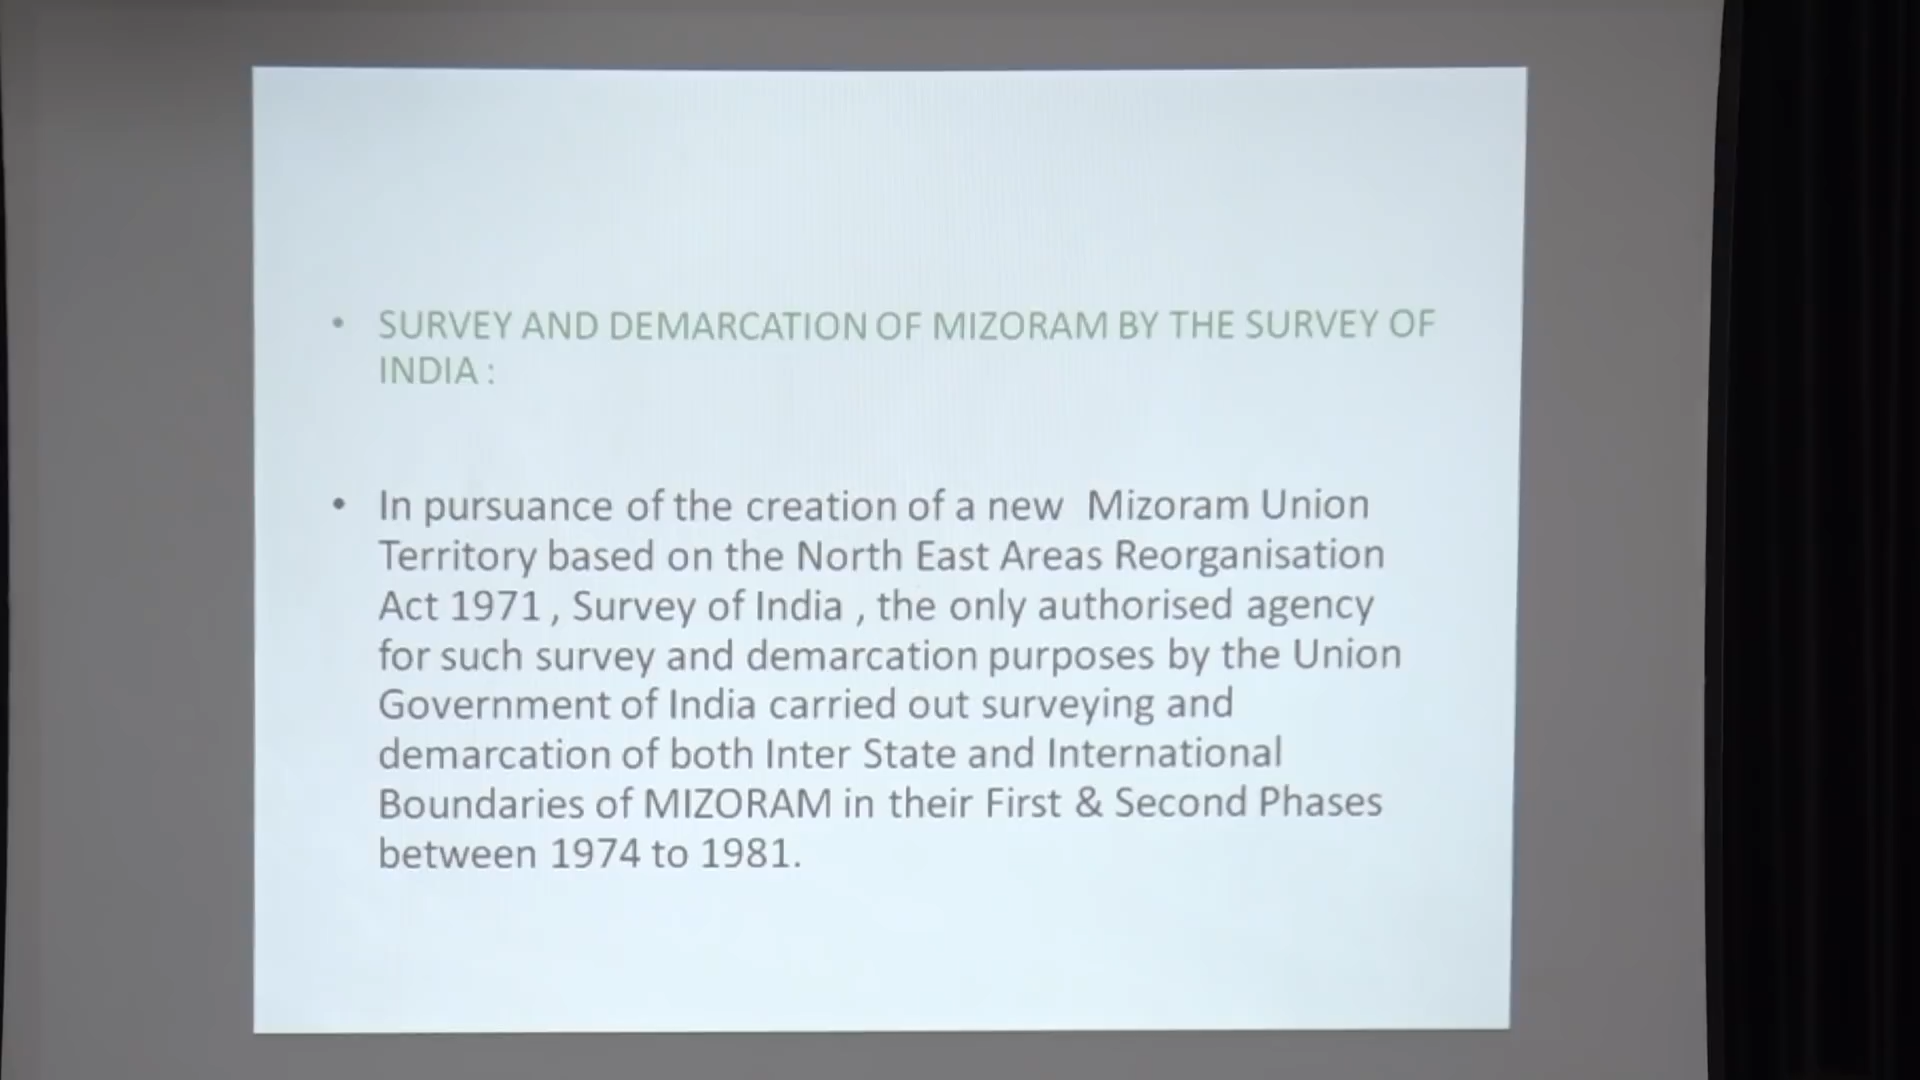 • SURVEY AND DEMARCATION OF MIZORAM BY THE SURVEY OF
INDIA :
• In pursuance of the creation of a new Mizoram Union
Territory based on the North East Areas Reorganisation
Act 1971 , Survey of India , the only authorised agency
for such survey and demarcation purposes by the Union
Government of India carried out surveying and
demarcation of both Inter State and International
Boundaries of MIZORAM in their First & Second Phases
between 1974 to 1981.